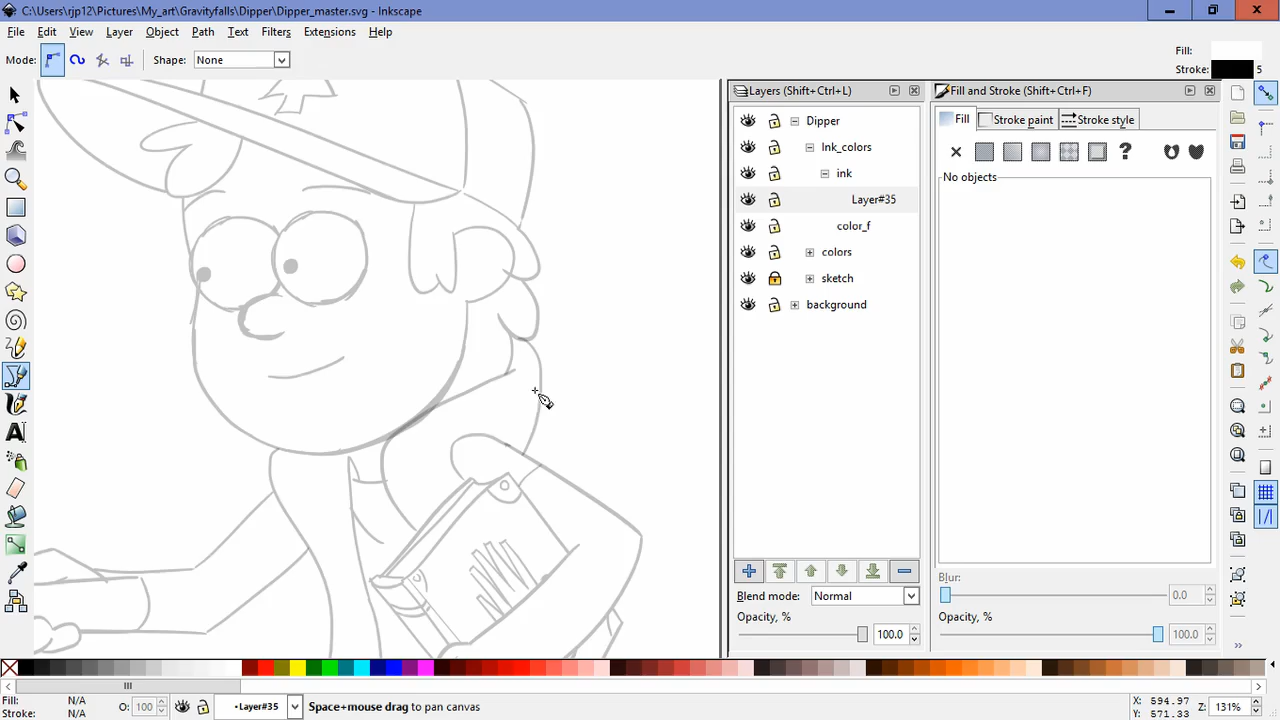 C:\Users\rjp12\Pictures\My_art\Gravityfalls\Dipper\Dipper_master.svg - Inkscape
File Edit View Layer Object Path Text Filters Extensions Help
Mode: Shape: None
Fill:
Stroke: 5
Layers (Shift+Ctrl+L)
Dipper
Ink_colors
ink
Layer#35
color_f
colors
sketch
background
Blend mode: Normal
Opacity, %
100.0
Fill and Stroke (Shift+Ctrl+F)
Fill Stroke paint Stroke style
No objects
Blur:
0.0
Opacity, %
100.0
Fill: N/A
Stroke: N/A
O: 100
•Layer#35
Space+mouse drag to pan canvas
X: 594.97
Y: 571.33
Z: 131%